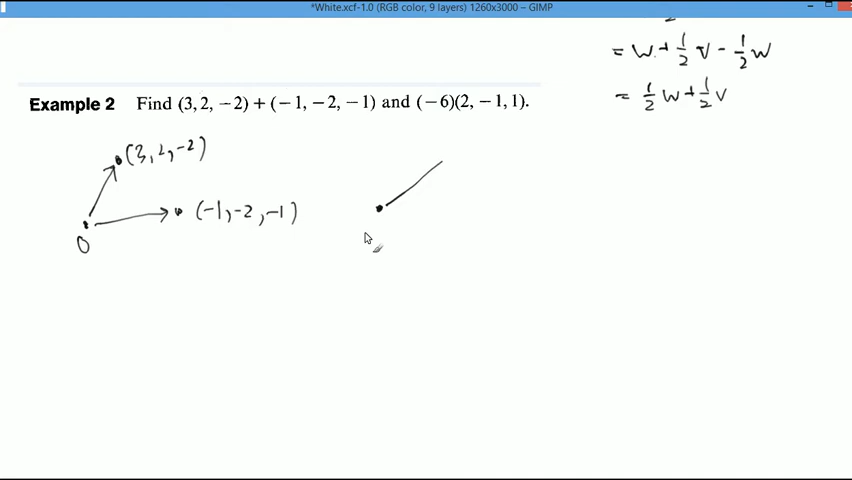 *White.xcf-1.0 (RGB color, 9 layers) 1260x3000 – GIMP
= W + 1/2 V - 1/2 W
= 1/2 W + 1/2 V
Example 2 Find (3, 2, −2) + (−1, −2, −1) and (−6)(2, −1, 1).
(3, 2, -2)
(-1, -2, -1)
O